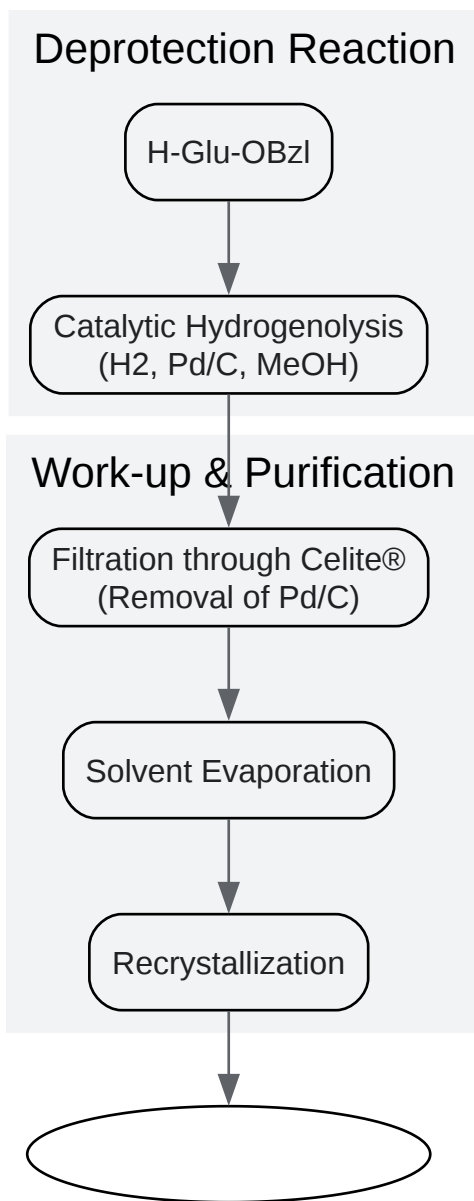 Deprotection Reaction
H-Glu-OBzl
Catalytic Hydrogenolysis
(H2, Pd/C, MeOH)
Work-up & Purification
Filtration through Celite®
(Removal of Pd/C)
Solvent Evaporation
Recrystallization